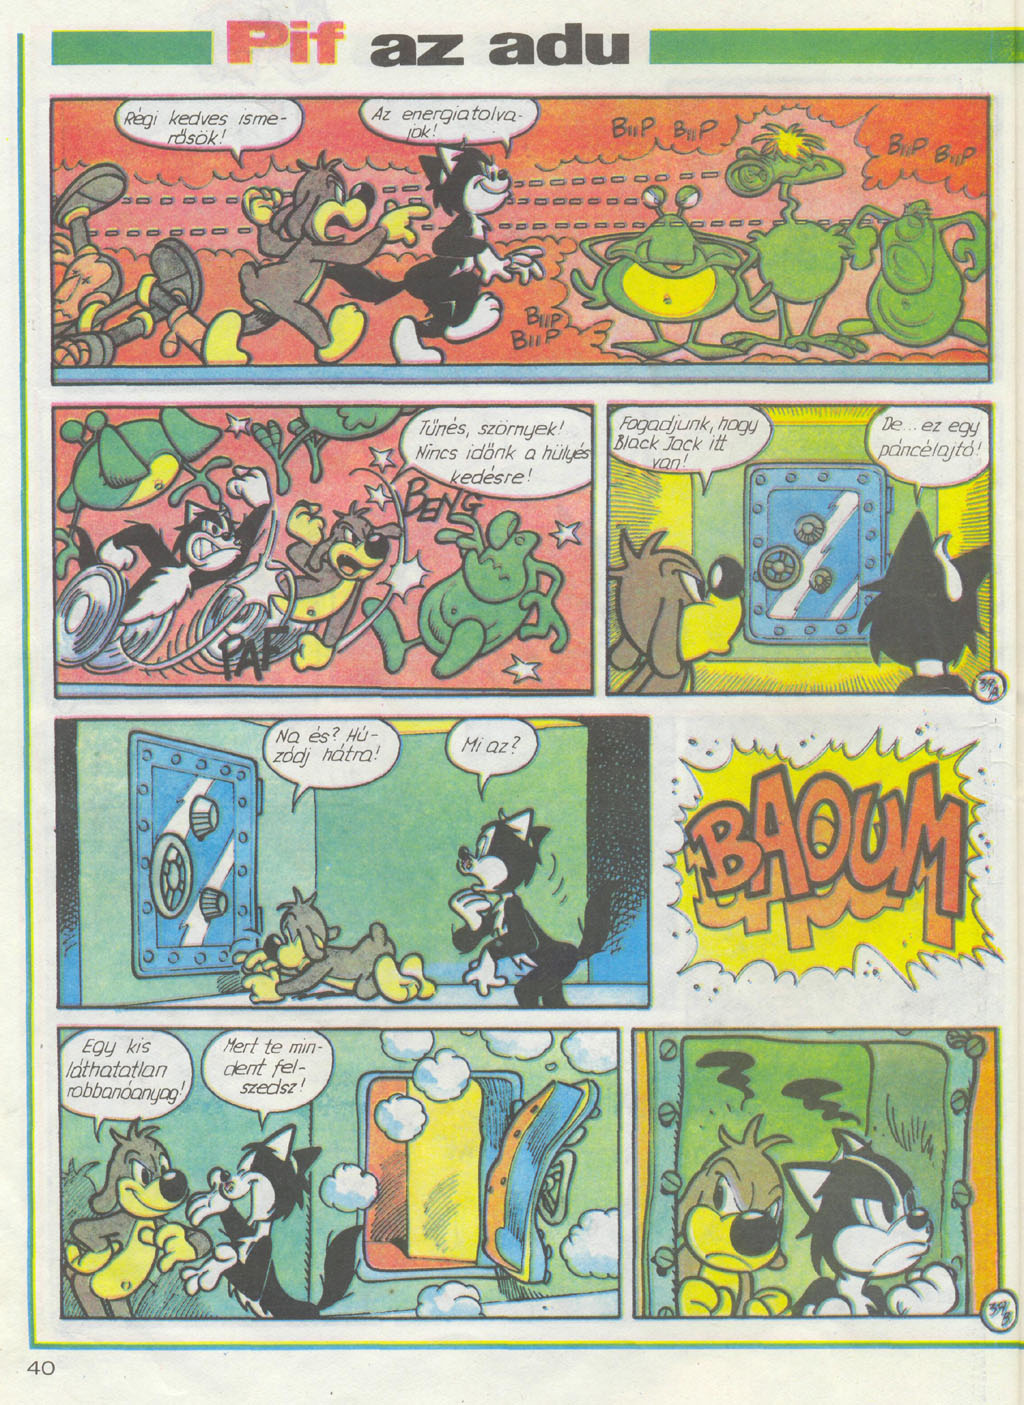 Pif az adu
Régi kedves isme-
rősök!
Az energiatolva-
jok!
BIIP BIIP
BIIP BIIP
BIIP
BIIP
Tűnés, szörnyek!
Nincs időnk a hülyés
kedésre!
BENG
PAF
Fogadjunk, hogy
Black Jack itt
van!
De... ez egy
páncélajtó!
39/A
Na és? Hú-
zódj hátra!
Mi az?
BAOUM
Egy kis
láthatatlan
robbanóanyag!
Mert te min-
dent fel-
szedsz!
39/B
40